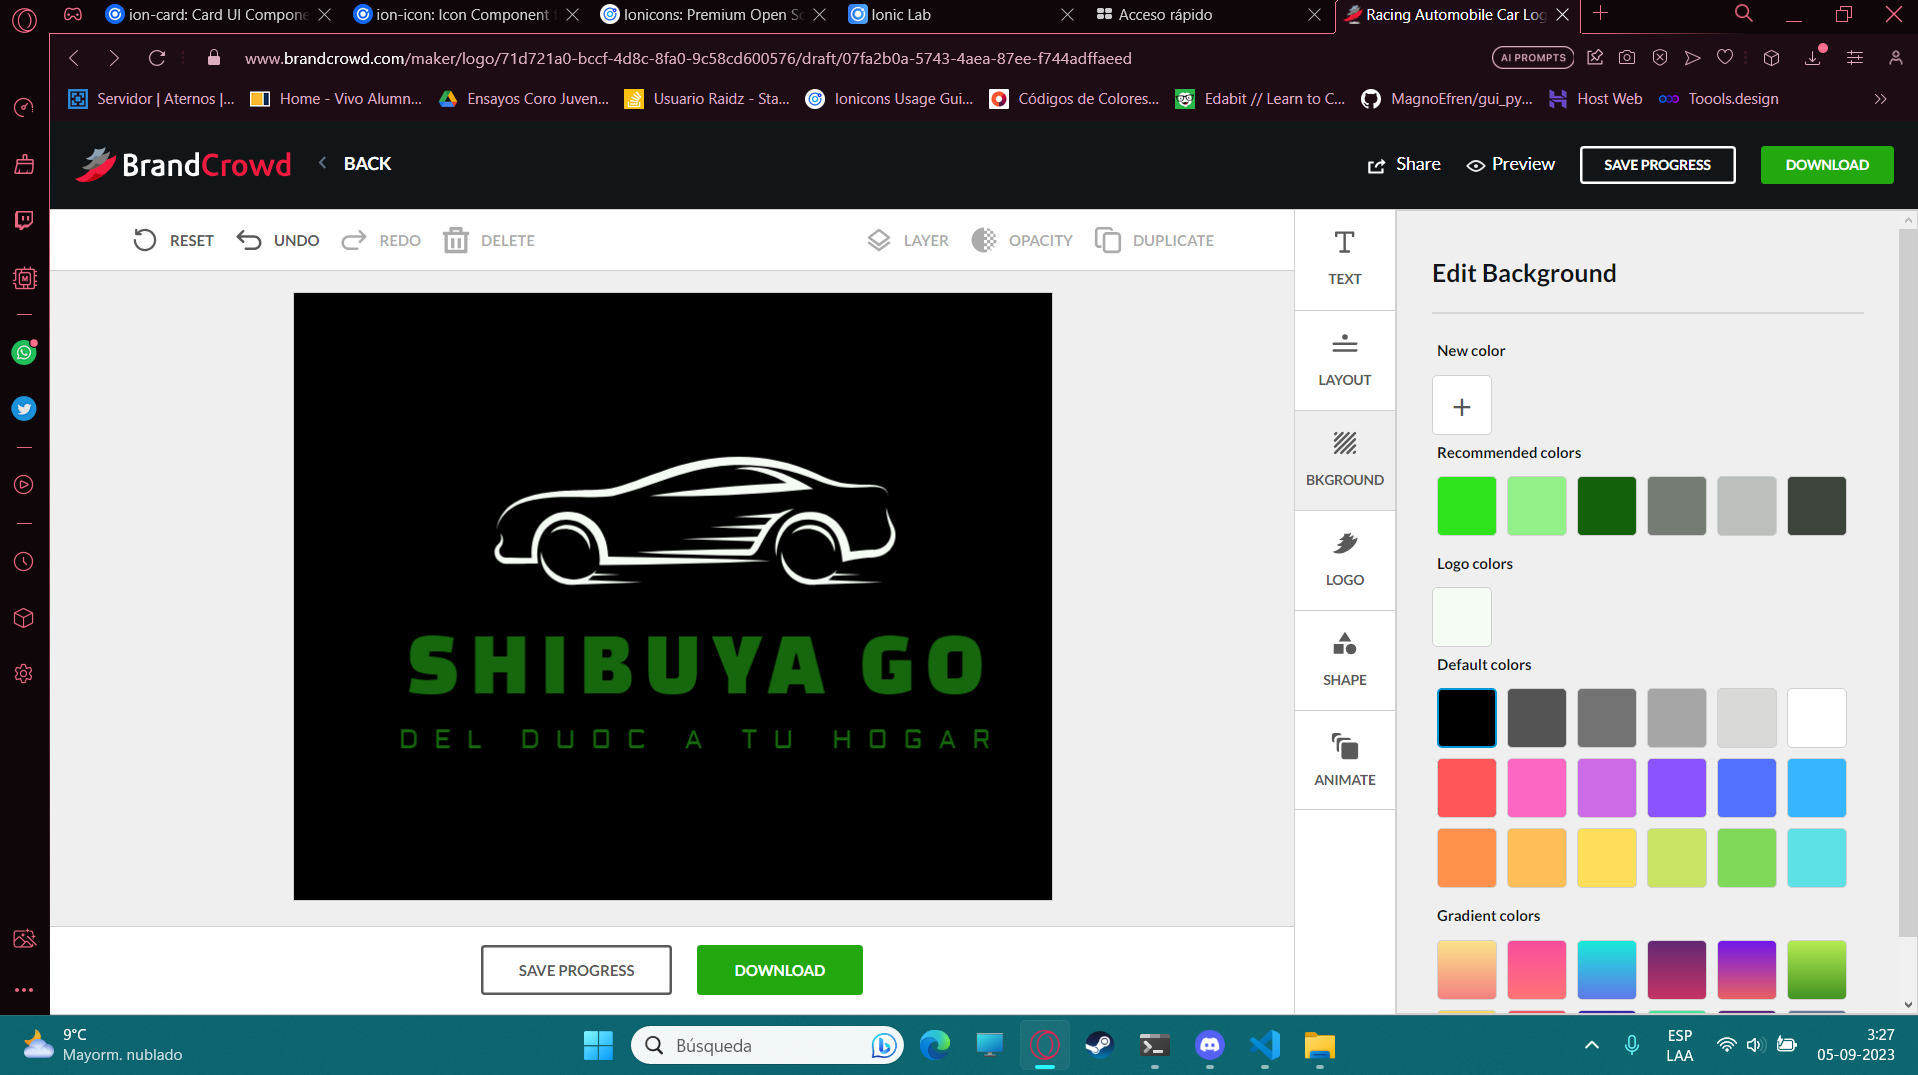 ion-card: Card UI Compone
ion-icon: Icon Component
Ionicons: Premium Open So
Ionic Lab
Acceso rápido
Racing Automobile Car Log
www.brandcrowd.com/maker/logo/71d721a0-bccf-4d8c-8fa0-9c58cd600576/draft/07fa2b0a-5743-4aea-87ee-f744adffaeed
AI PROMPTS
Servidor | Aternos |...
Home - Vivo Alumn...
Ensayos Coro Juven...
Usuario Raidz - Sta...
Ionicons Usage Gui...
Códigos de Colores...
Edabit // Learn to C...
MagnoEfren/gui_py...
Host Web
Toools.design
BrandCrowd
BACK
Share
Preview
SAVE PROGRESS
DOWNLOAD
RESET
UNDO
REDO
DELETE
LAYER
OPACITY
DUPLICATE
TEXT
LAYOUT
BKGROUND
LOGO
SHAPE
ANIMATE
Edit Background
New color
Recommended colors
Logo colors
Default colors
Gradient colors
SHIBUYA GO
DEL DUOC A TU HOGAR
SAVE PROGRESS
DOWNLOAD
9°C
Mayorm. nublado
Búsqueda
ESP
LAA
3:27
05-09-2023